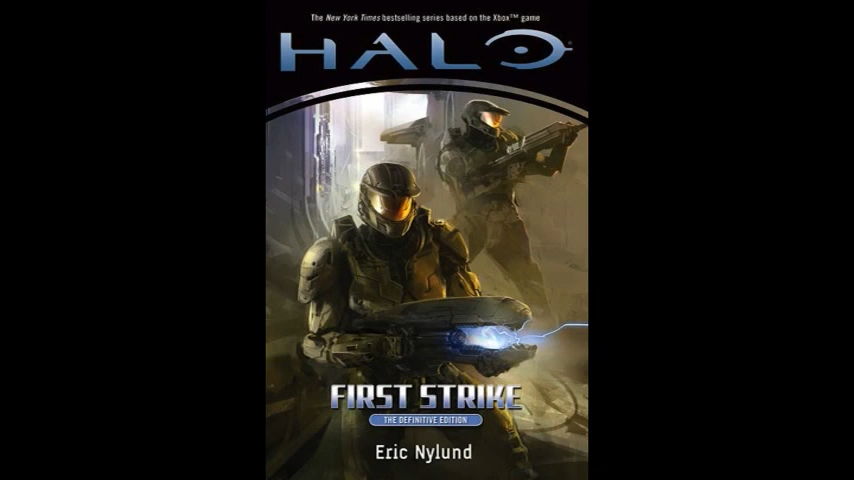 The New York Times bestselling series based on the Xbox™ game
HALO
FIRST STRIKE
THE DEFINITIVE EDITION
Eric Nylund